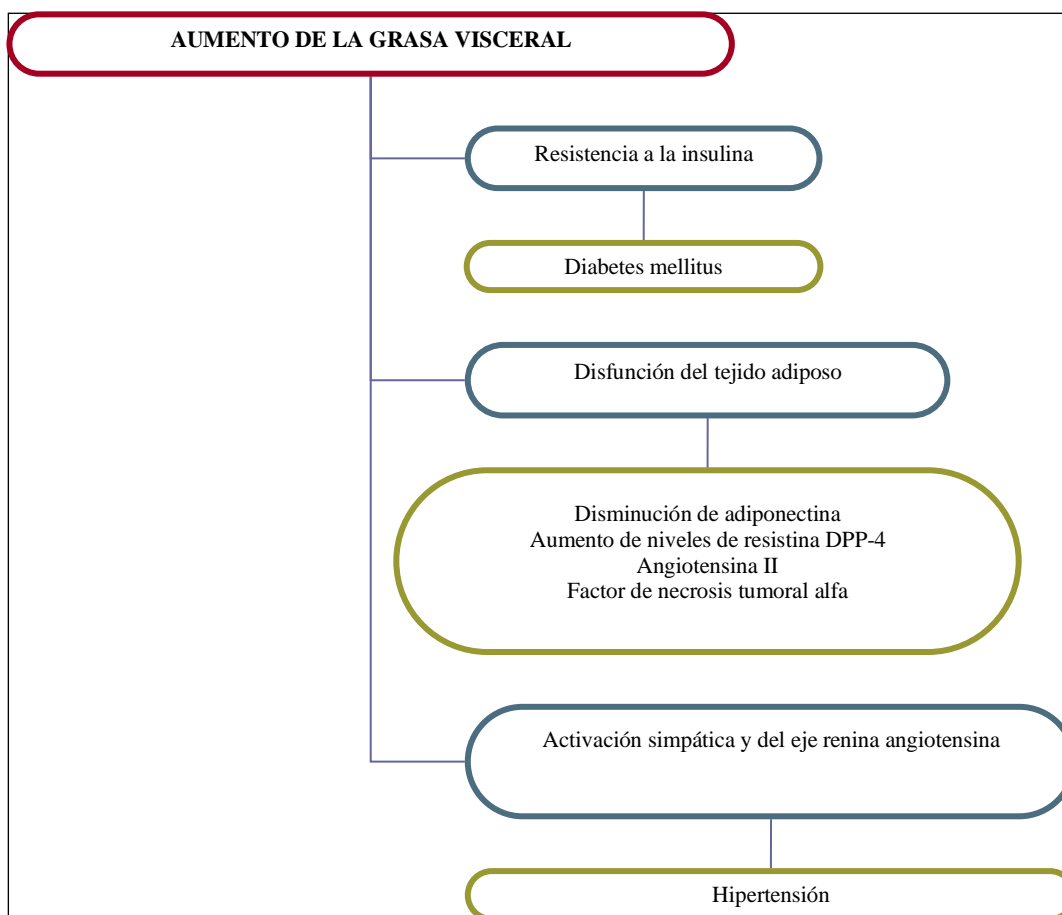 AUMENTO DE LA GRASA VISCERAL
Resistencia a la insulina
Diabetes mellitus
Disfunción del tejido adiposo
Disminución de adiponectina
Aumento de niveles de resistina DPP-4
Angiotensina II
Factor de necrosis tumoral alfa
Activación simpática y del eje renina angiotensina
Hipertensión